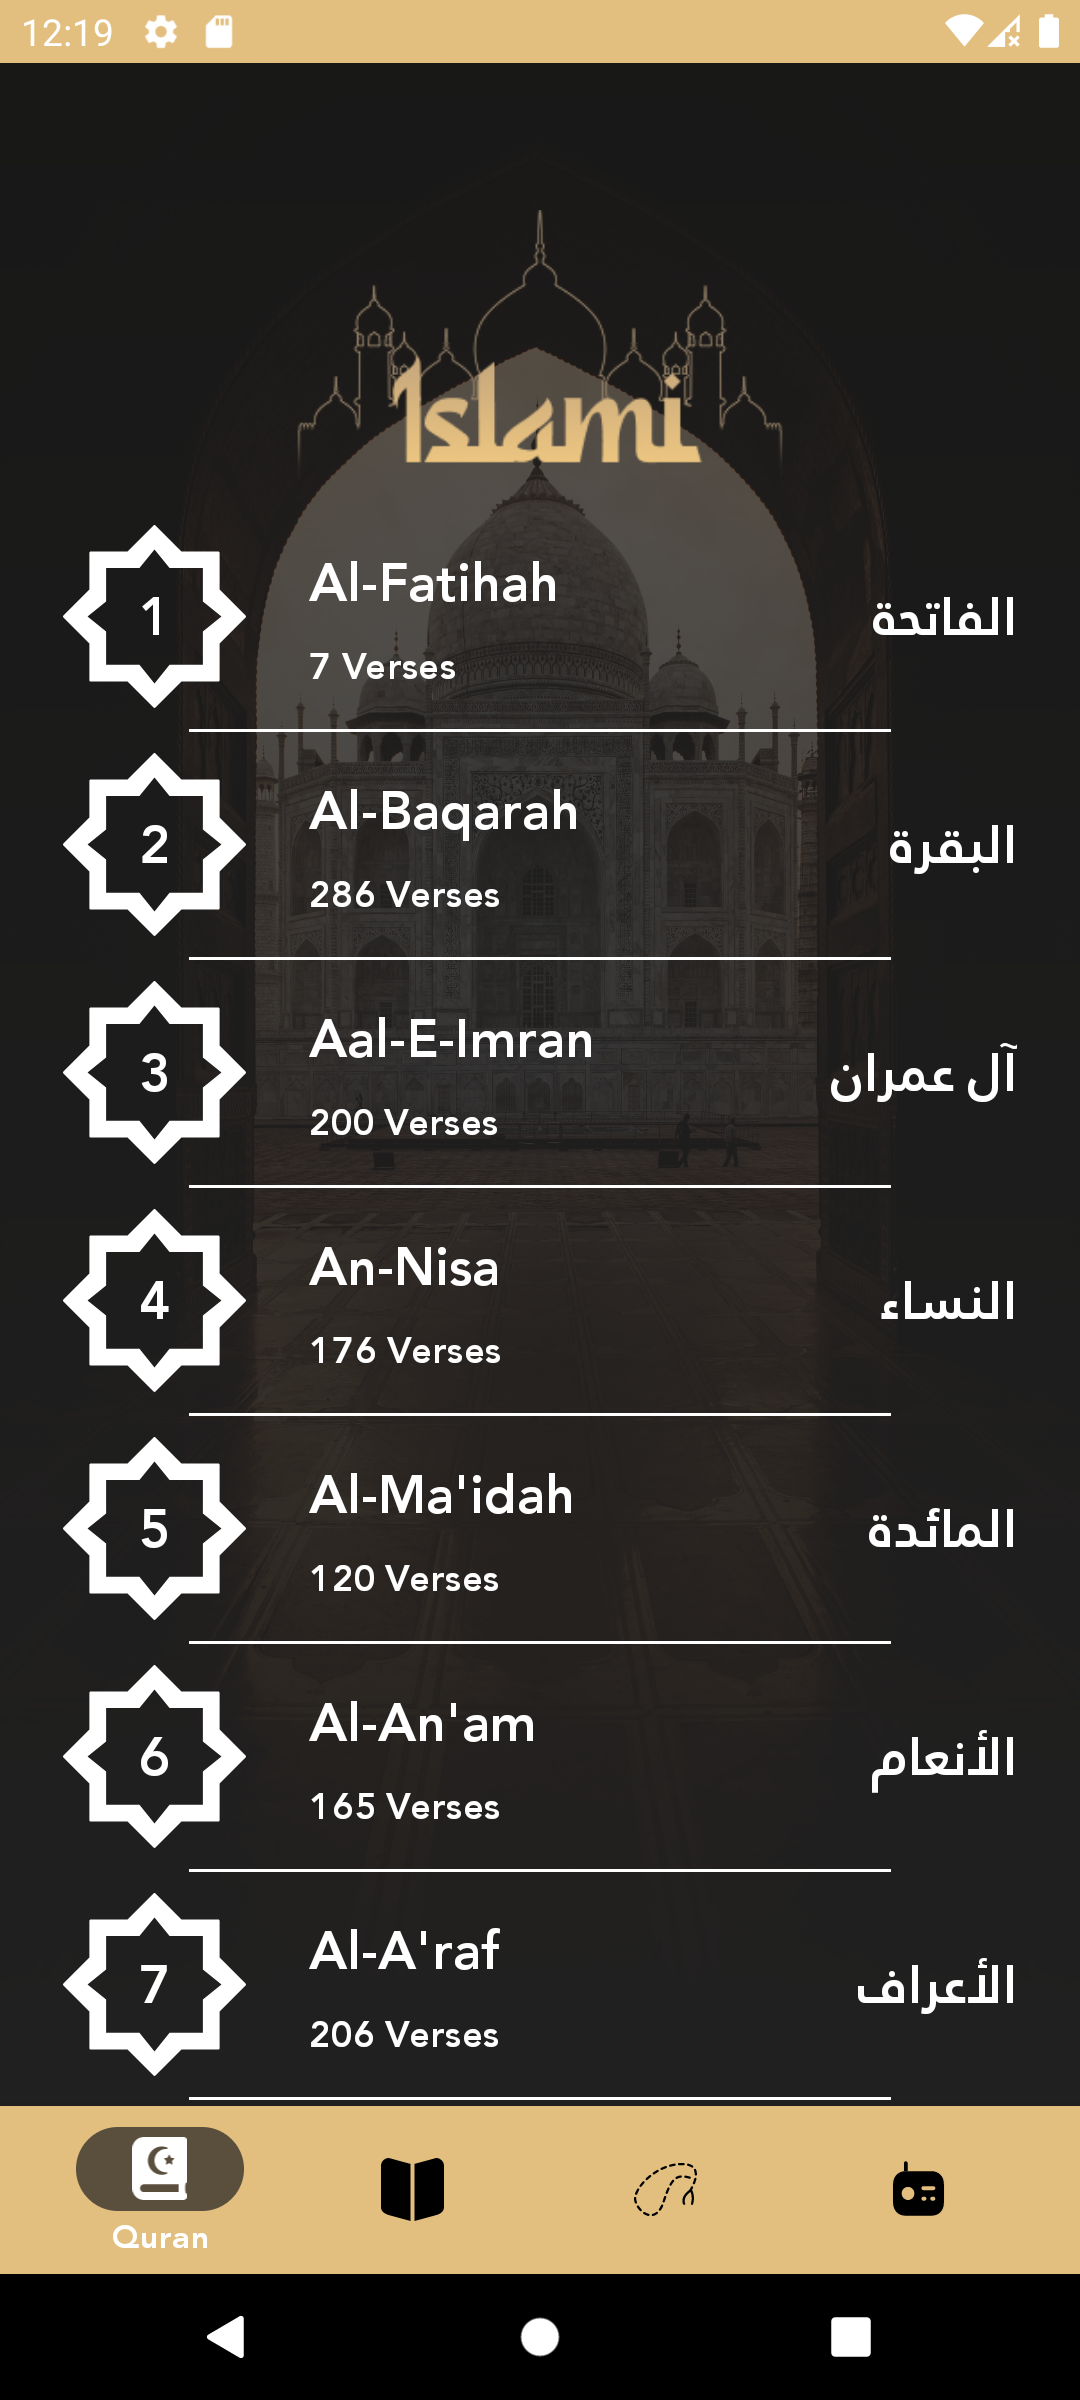 12:19
Islami
1
Al-Fatihah
7 Verses
الفاتحة
2
Al-Baqarah
286 Verses
البقرة
3
Aal-E-Imran
200 Verses
آل عمران
4
An-Nisa
176 Verses
النساء
5
Al-Ma'idah
120 Verses
المائدة
6
Al-An'am
165 Verses
الأنعام
7
Al-A'raf
206 Verses
الأعراف
Quran